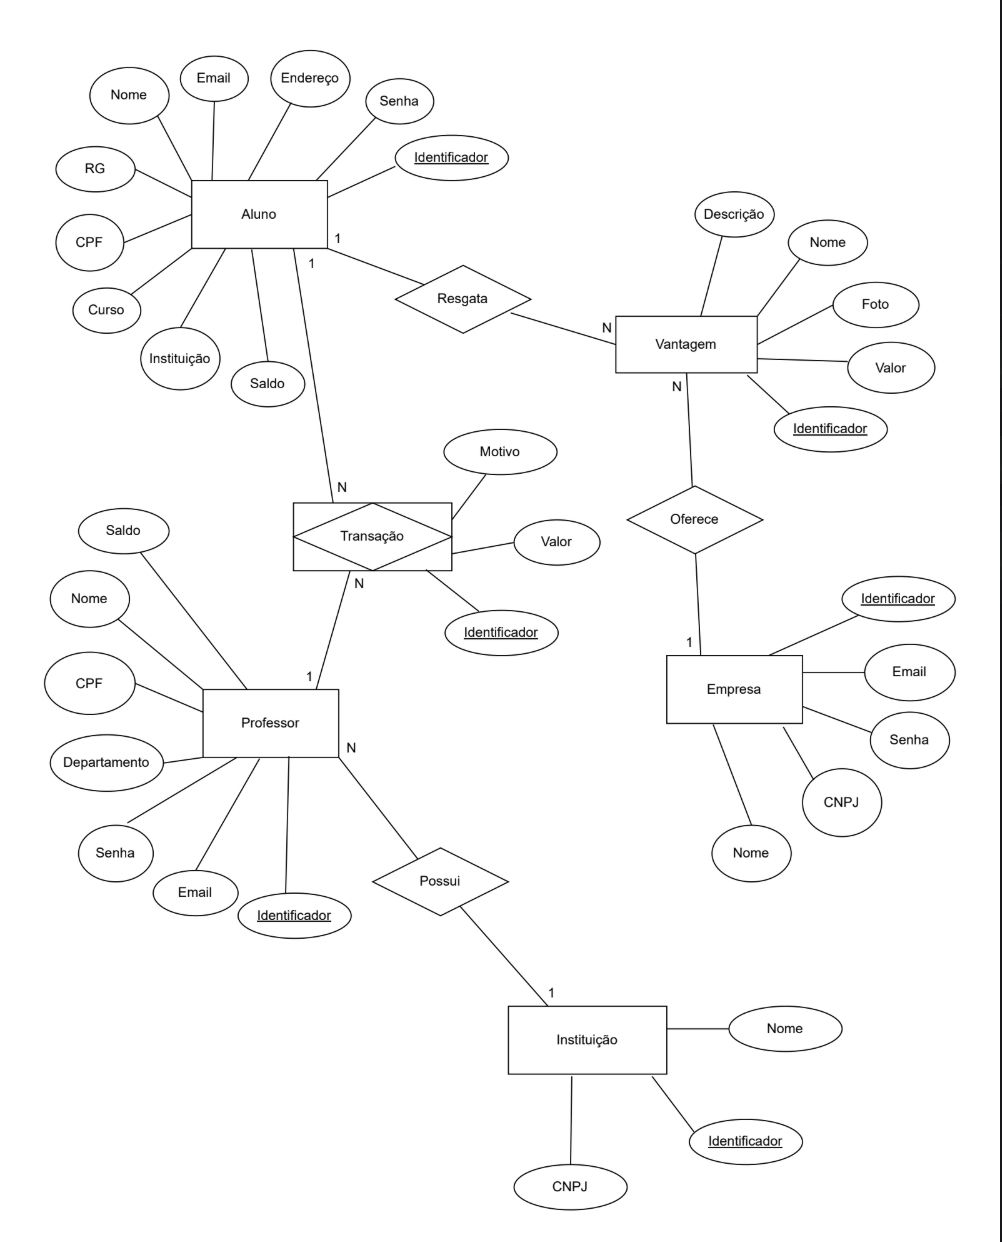 Nome
Email
Endereço
Senha
Identificador
RG
CPF
Curso
Instituição
Saldo
Aluno
1
1
Resgata
N
Vantagem
Descrição
Nome
Foto
Valor
Identificador
N
Oferece
1
Empresa
Identificador
Email
Senha
CNPJ
Nome
N
Transação
Motivo
Valor
Identificador
N
1
Professor
Saldo
Nome
CPF
Departamento
Senha
Email
Identificador
N
Possui
1
Instituição
Nome
Identificador
CNPJ